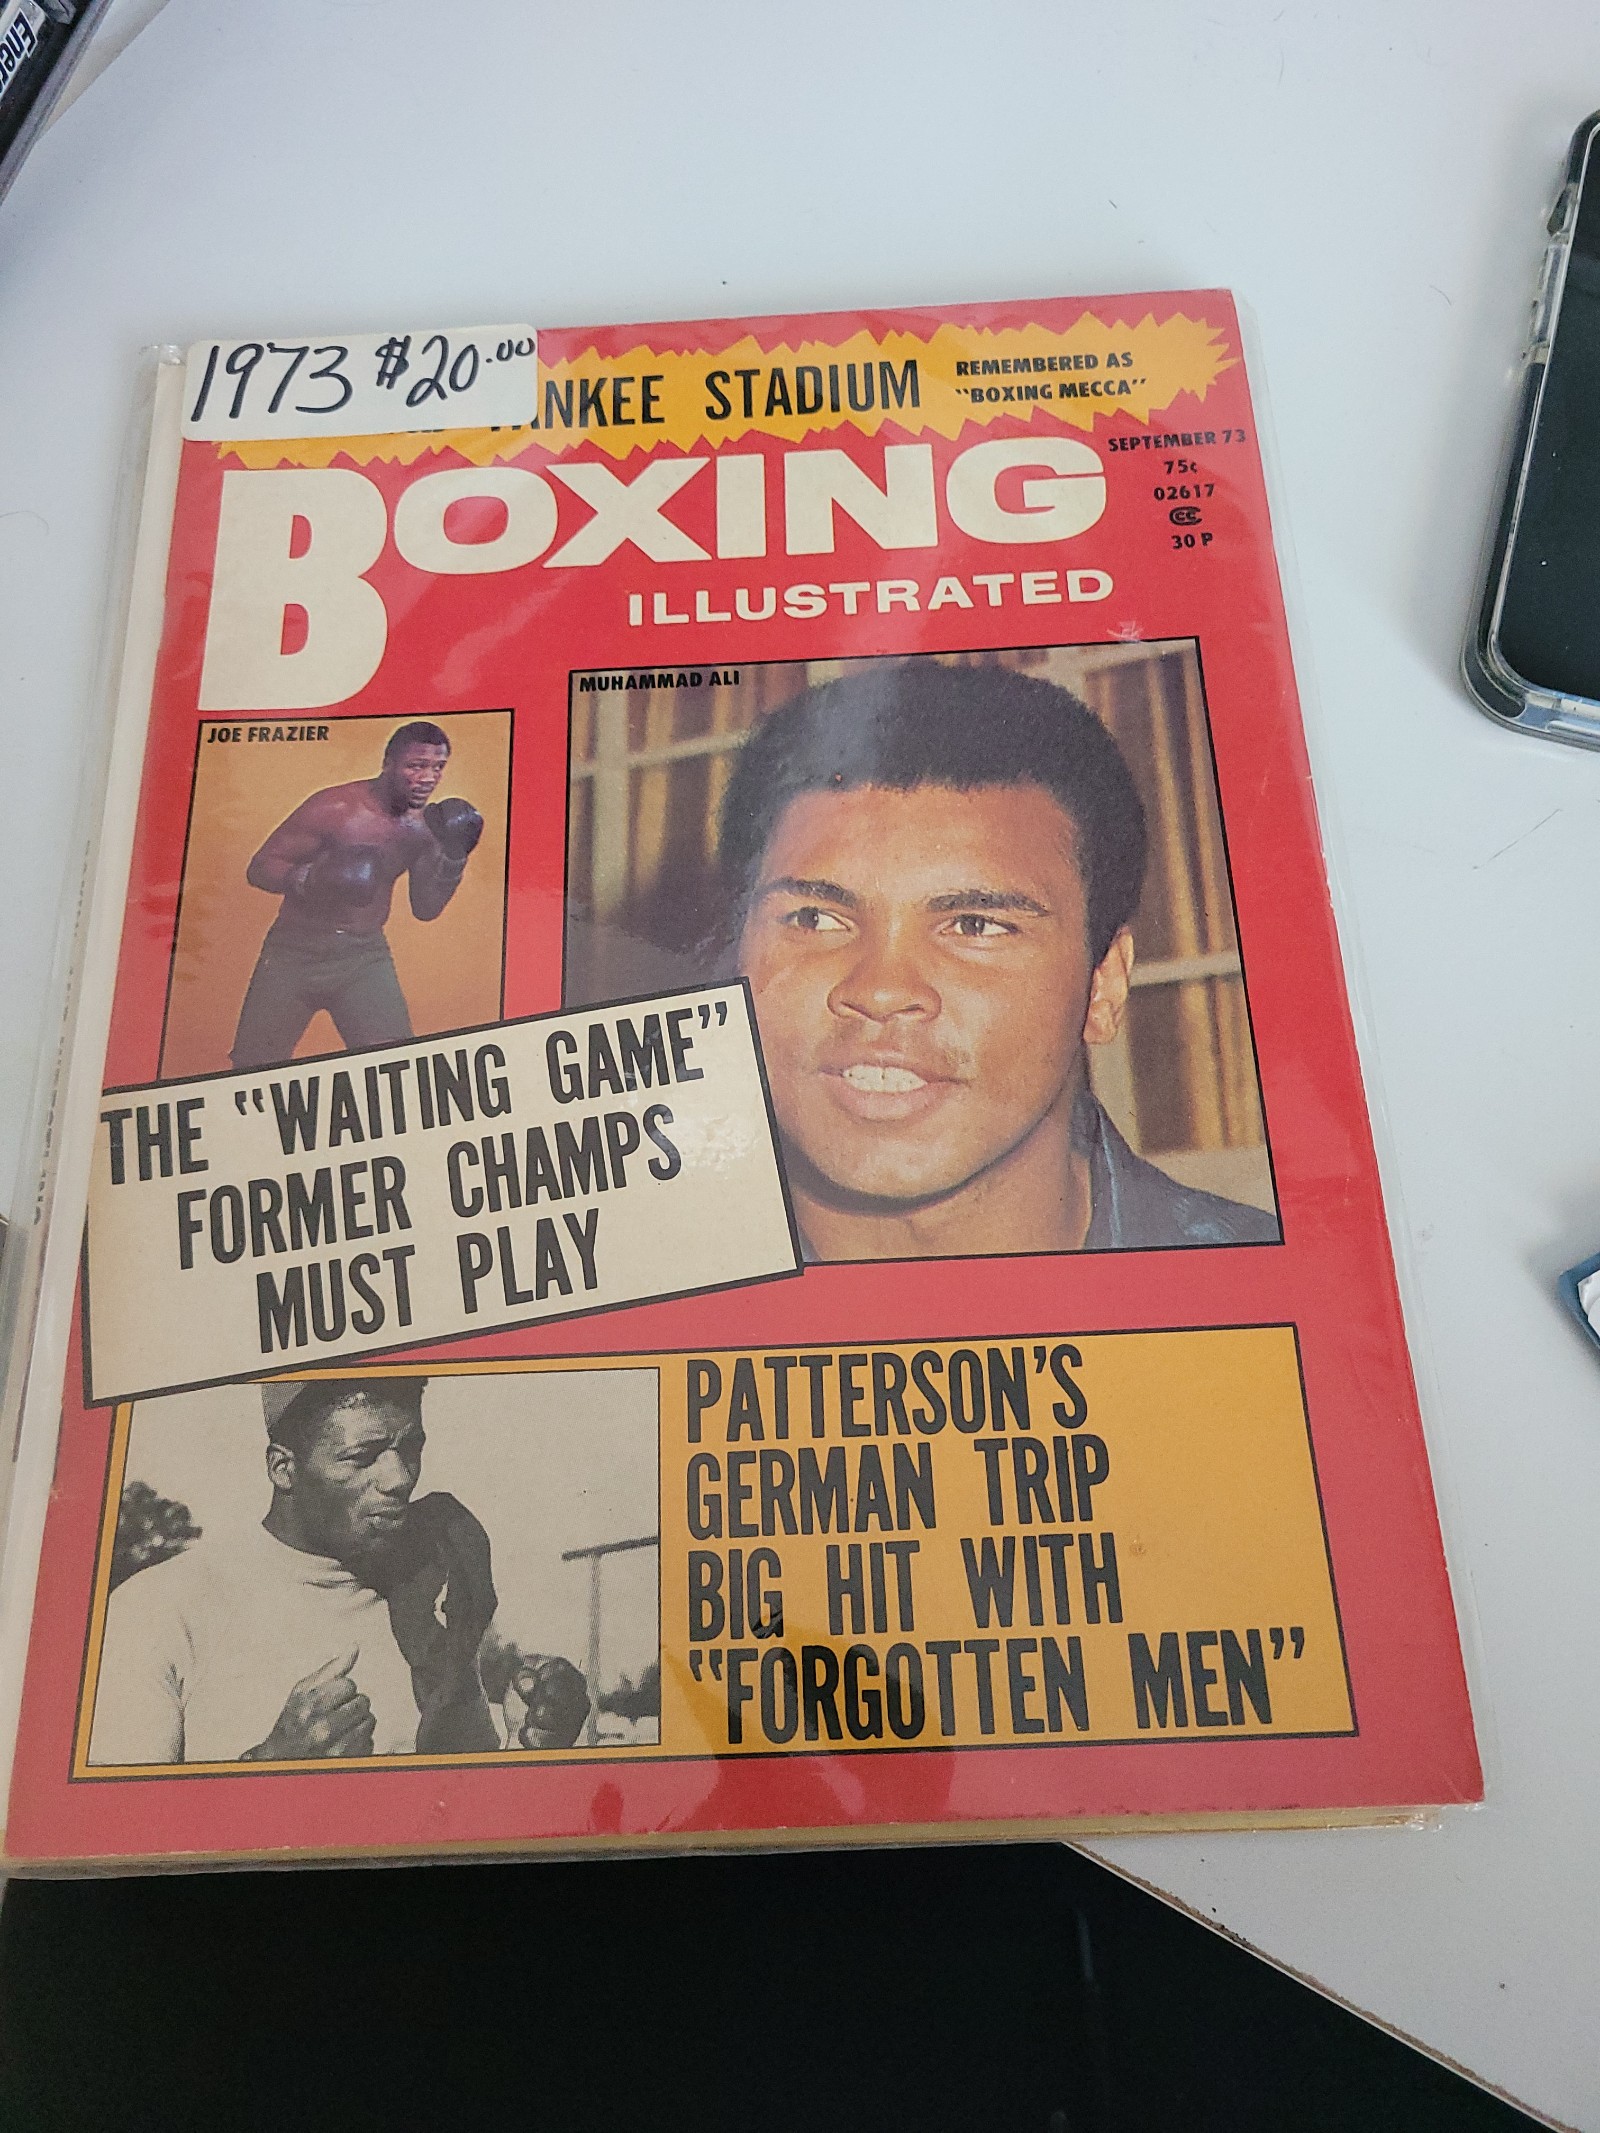 1973 $20.00
STADIUM
REMEMBERED AS
"BOXING MECCA"
BOXING
ILLUSTRATED
SEPTEMBER 73
75¢
02617
CC
30 P
MUHAMMAD ALI
JOE FRAZIER
THE "WAITING GAME"
FORMER CHAMPS
MUST PLAY
PATTERSON'S
GERMAN TRIP
BIG HIT WITH
"FORGOTTEN MEN"